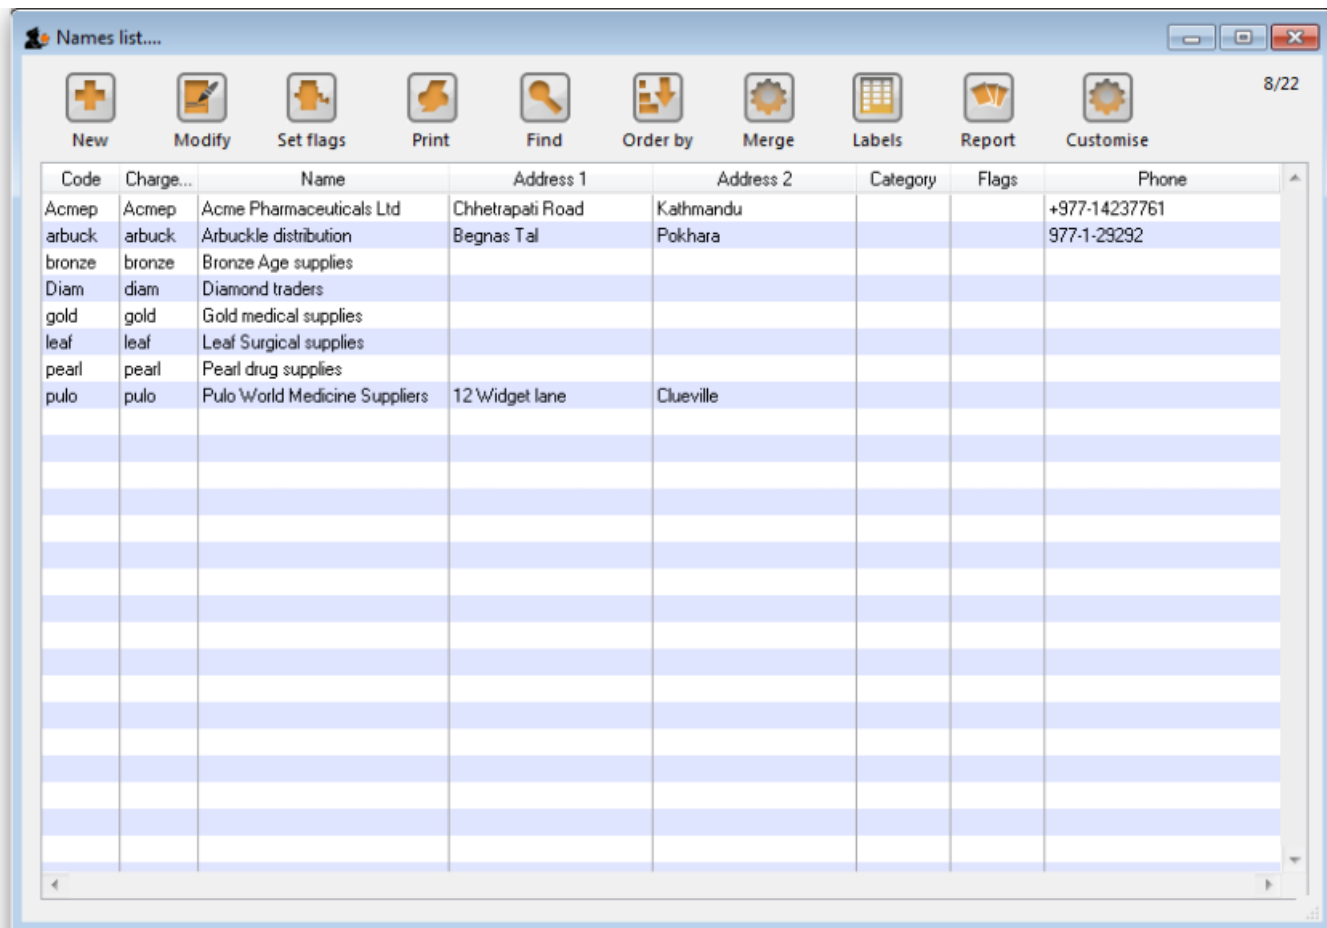 Names list....
8/22
New Modify Set flags Print Find Order by Merge Labels Report Customise
Code Charge... Name Address 1 Address 2 Category Flags Phone
Acmep Acmep Acme Pharmaceuticals Ltd Chhetrapati Road Kathmandu +977-14237761
arbuck arbuck Arbuckle distribution Begnas Tal Pokhara 977-1-29292
bronze bronze Bronze Age supplies
Diam diam Diamond traders
gold gold Gold medical supplies
leaf leaf Leaf Surgical supplies
pearl pearl Pearl drug supplies
pulo pulo Pulo World Medicine Suppliers 12 Widget lane Clueville